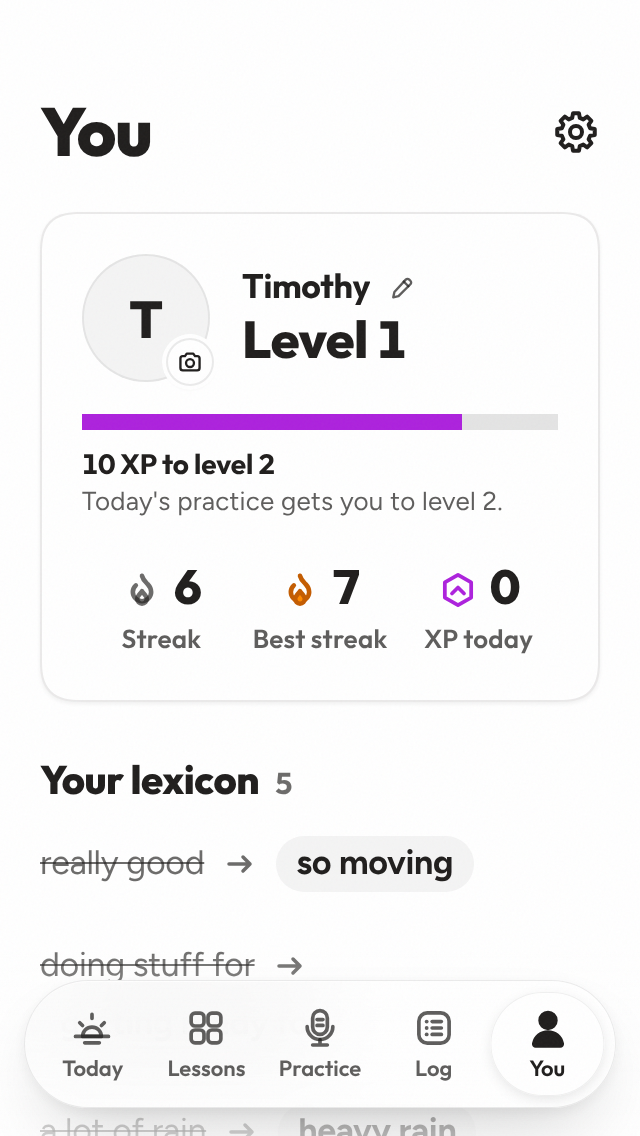 You
T
Timothy
Level 1
10 XP to level 2
Today's practice gets you to level 2.
6
7
0
Streak
Best streak
XP today
Your lexicon 5
really good → so moving
doing stuff for →
Today
Lessons
Practice
Log
You
a lot of rain → heavy rain